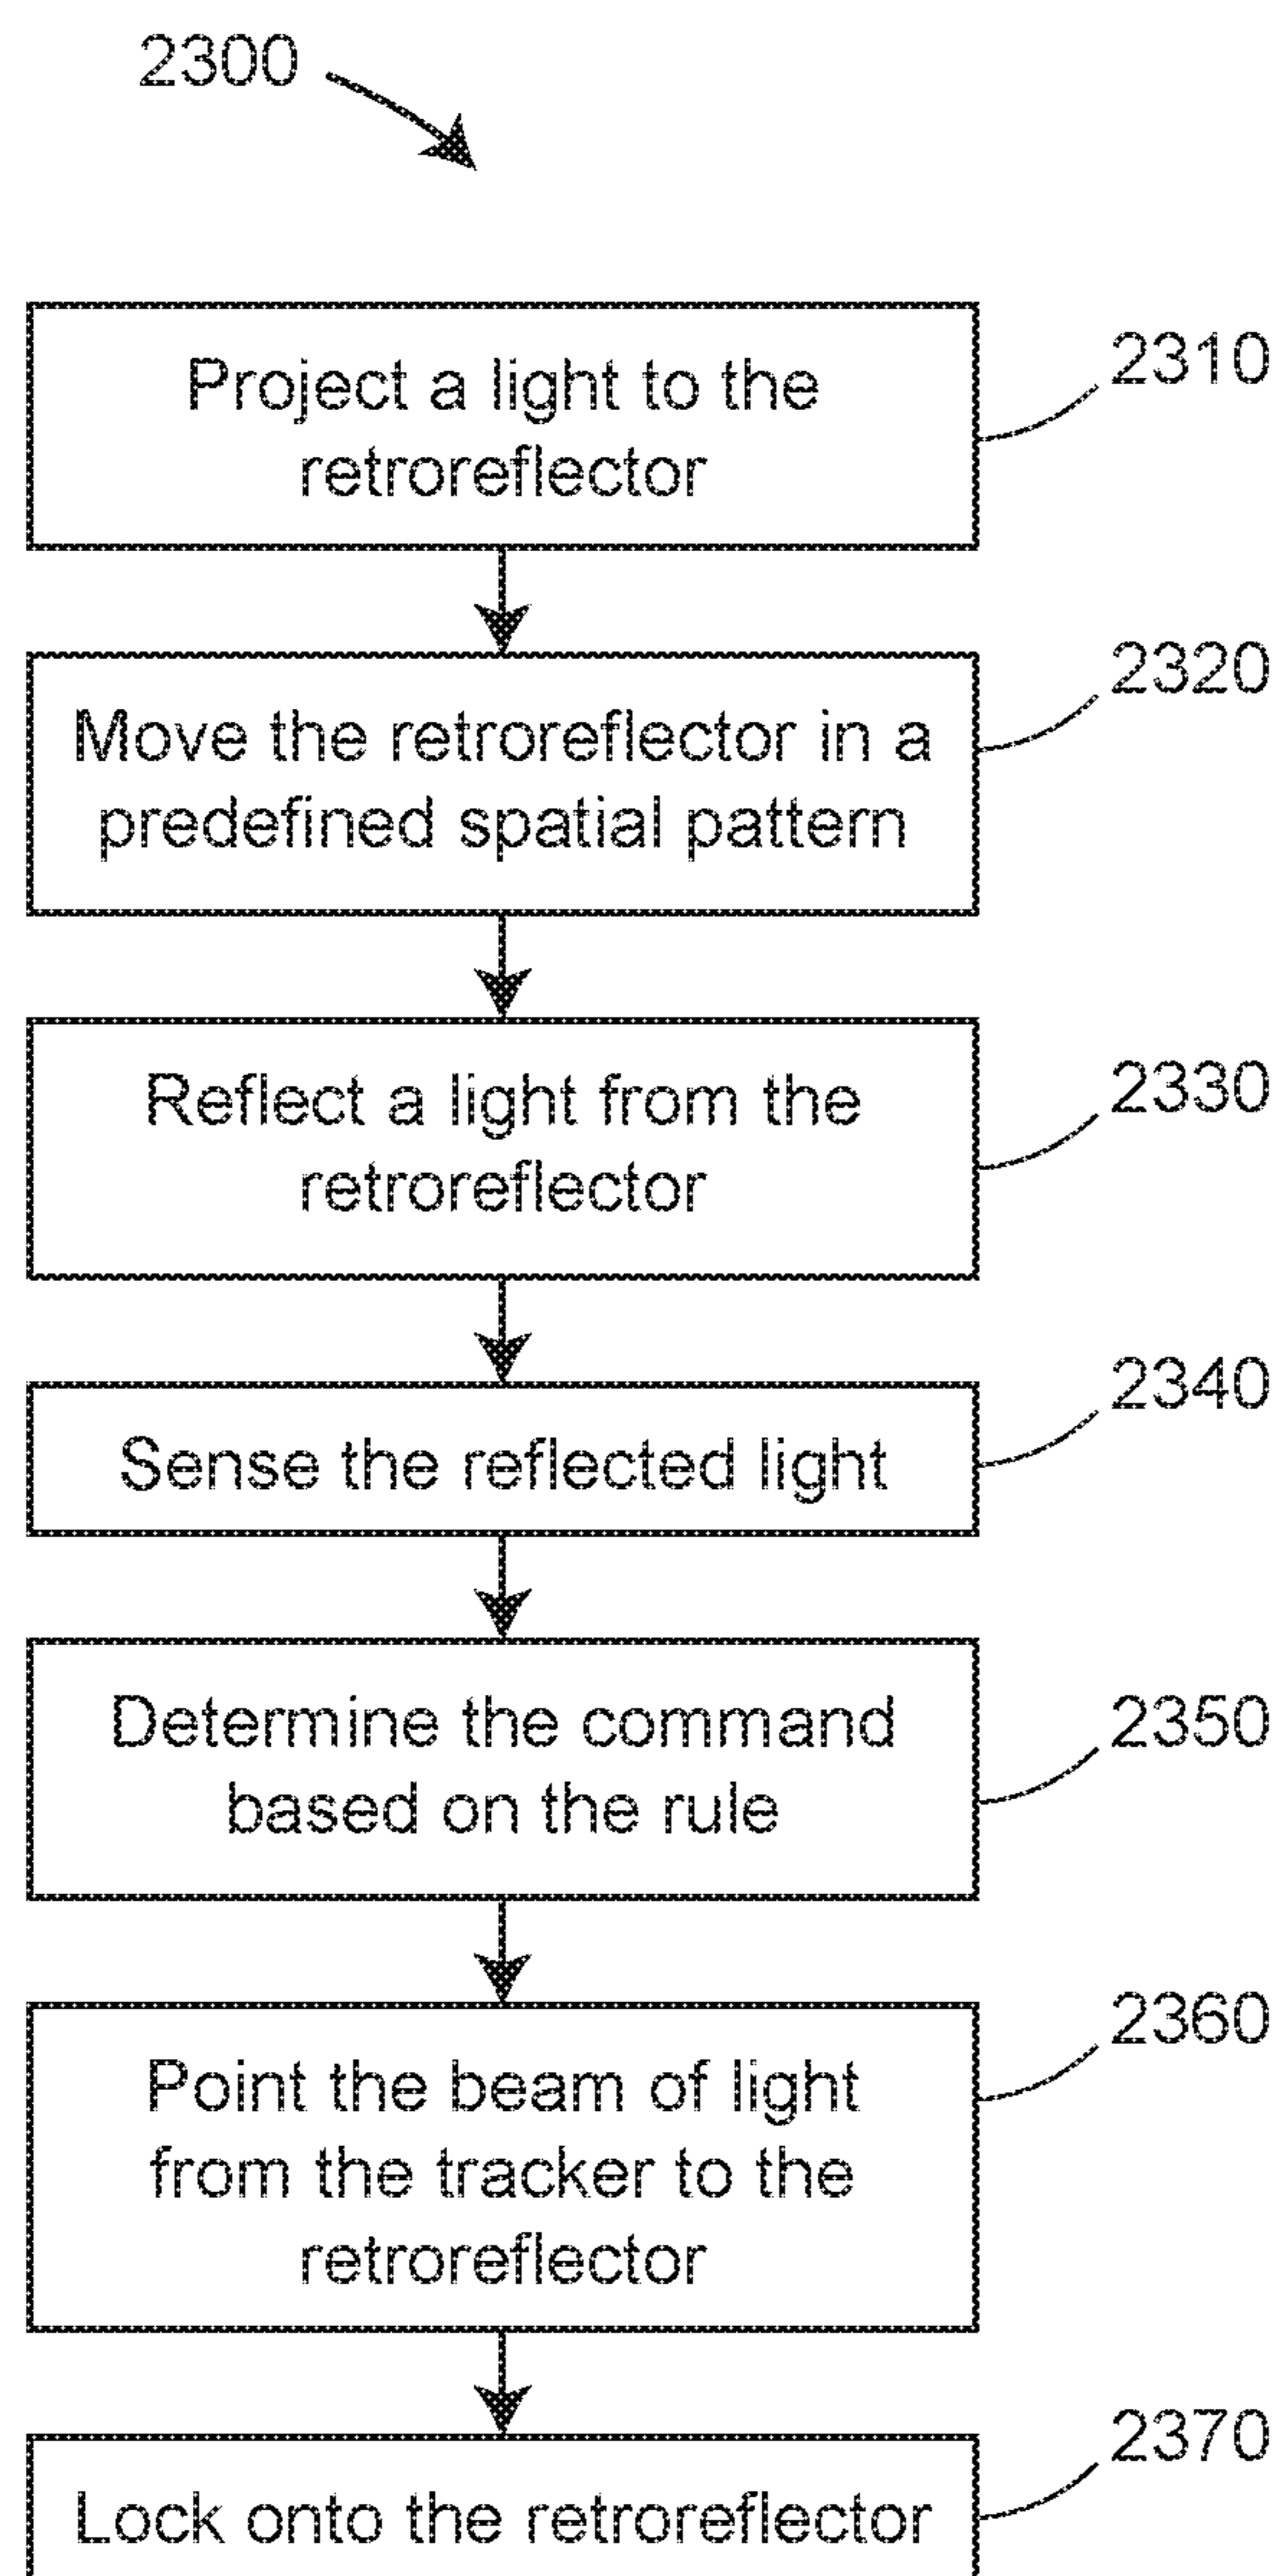 2300
Project a light to the
retroreflector
2310
Move the retroreflector in a
predefined spatial pattern
2320
Reflect a light from the
retroreflector
2330
Sense the reflected light
2340
Determine the command
based on the rule
2350
Point the beam of light
from the tracker to the
retroreflector
2360
Lock onto the retroreflector
2370